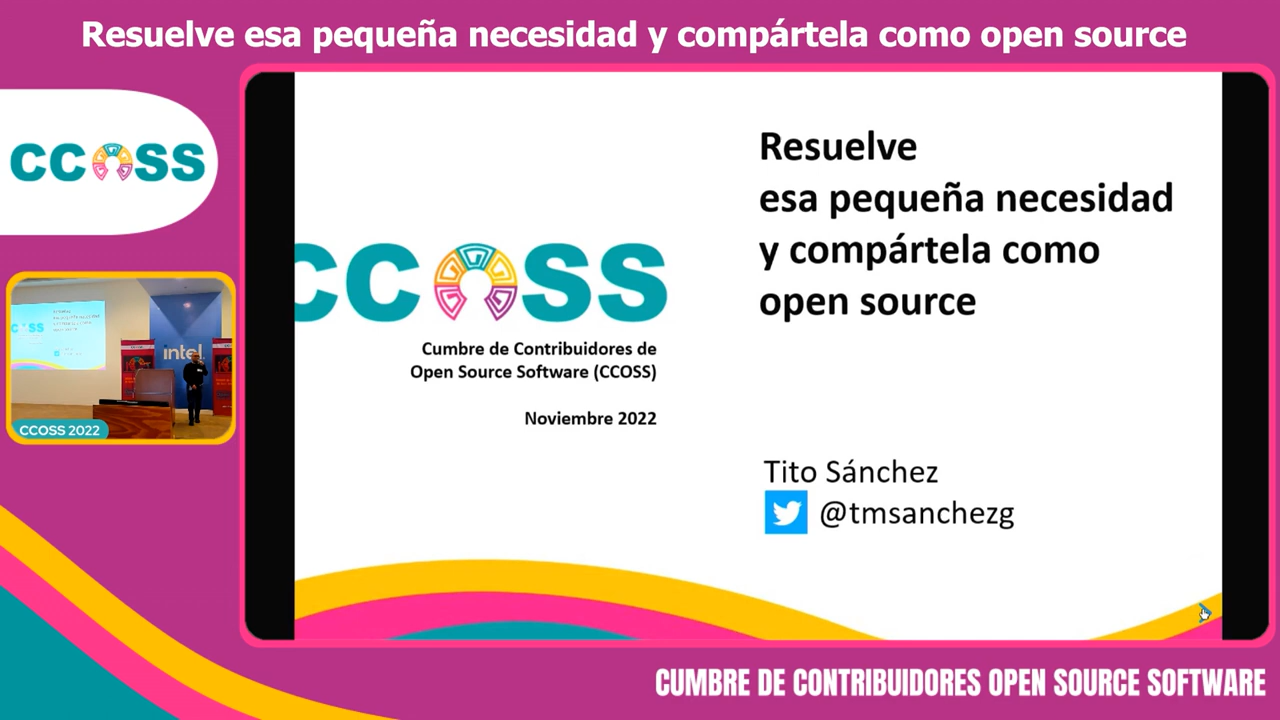 Resuelve esa pequeña necesidad y compártela como open source
CCOSS
intel.
CCOSS 2022
CCOSS
Cumbre de Contribuidores de
Open Source Software (CCOSS)
Noviembre 2022
Resuelve
esa pequeña necesidad
y compártela como
open source
Tito Sánchez
@tmsanchezg
CUMBRE DE CONTRIBUIDORES OPEN SOURCE SOFTWARE